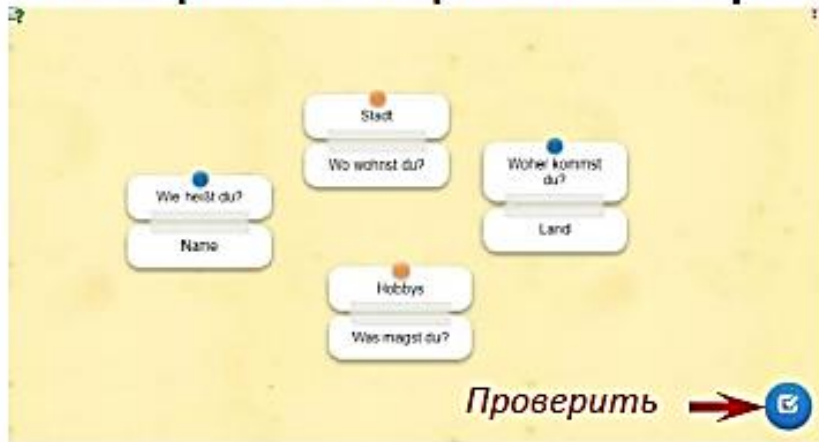 Stadt
Wo wohnst du?
Woher kommst
du?
Land
Wie heißt du?
Name
Hobbys
Was magst du?
Проверить